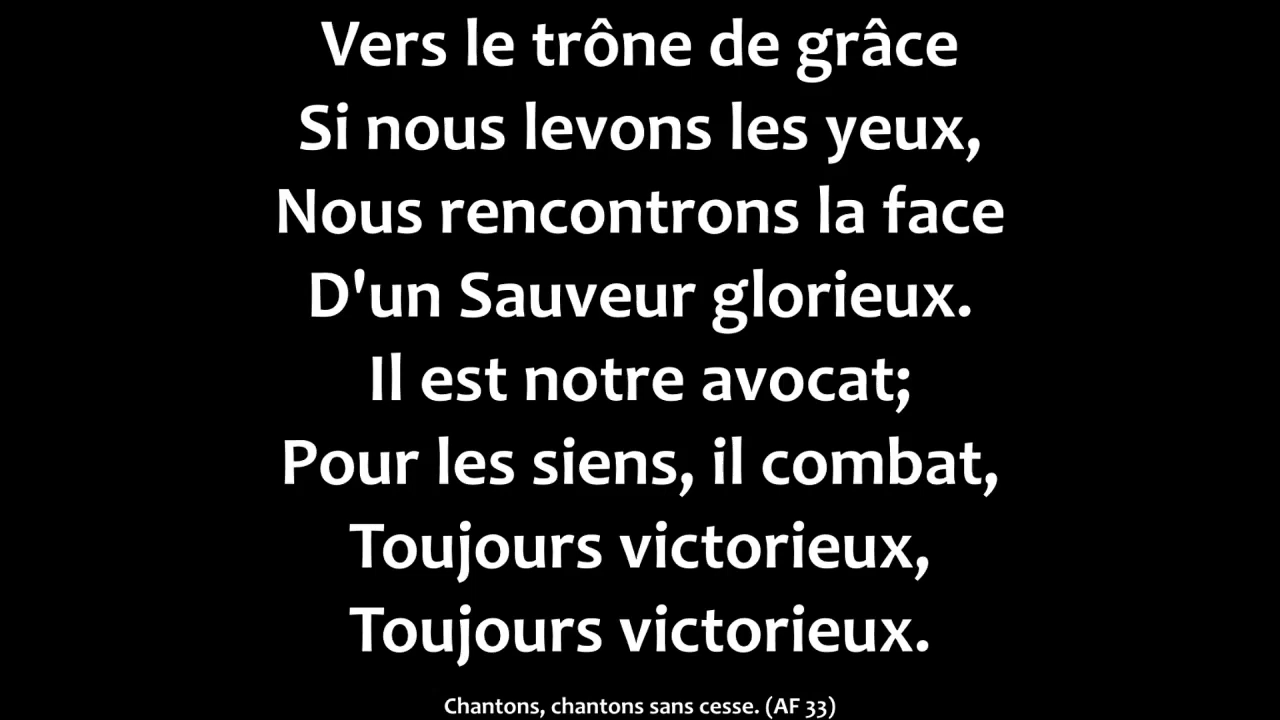 Vers le trône de grâce
Si nous levons les yeux,
Nous rencontrons la face
D'un Sauveur glorieux.
Il est notre avocat;
Pour les siens, il combat,
Toujours victorieux,
Toujours victorieux.
Chantons, chantons sans cesse. (AF 33)